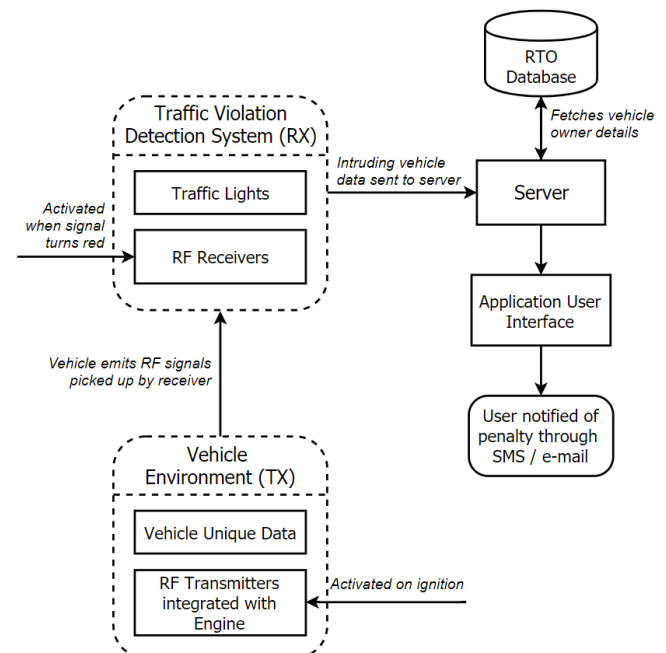 RTO
Database
Fetches vehicle
owner details
Traffic Violation
Detection System (RX)
Intruding vehicle
data sent to server
Traffic Lights
Server
Activated
when signal
turns red
RF Receivers
Application User
Interface
Vehicle emits RF signals
picked up by receiver
User notified of
penalty through
SMS / e-mail
Vehicle
Environment (TX)
Vehicle Unique Data
RF Transmitters
integrated with
Engine
Activated on ignition